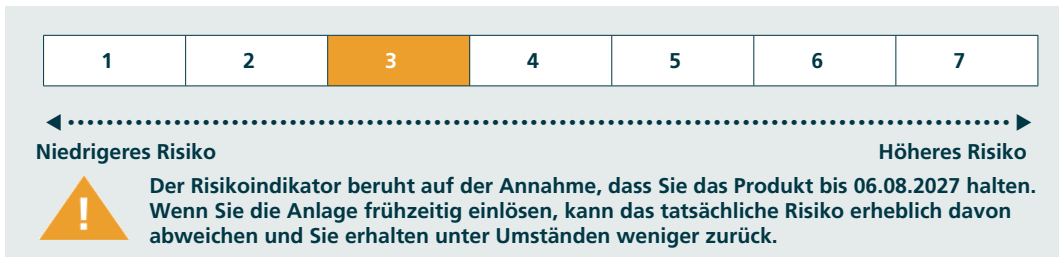 1 2 3 4 5 6 7
Niedrigeres Risiko Höheres Risiko
Der Risikoindikator beruht auf der Annahme, dass Sie das Produkt bis 06.08.2027 halten.
Wenn Sie die Anlage frühzeitig einlösen, kann das tatsächliche Risiko erheblich davon
abweichen und Sie erhalten unter Umständen weniger zurück.
!